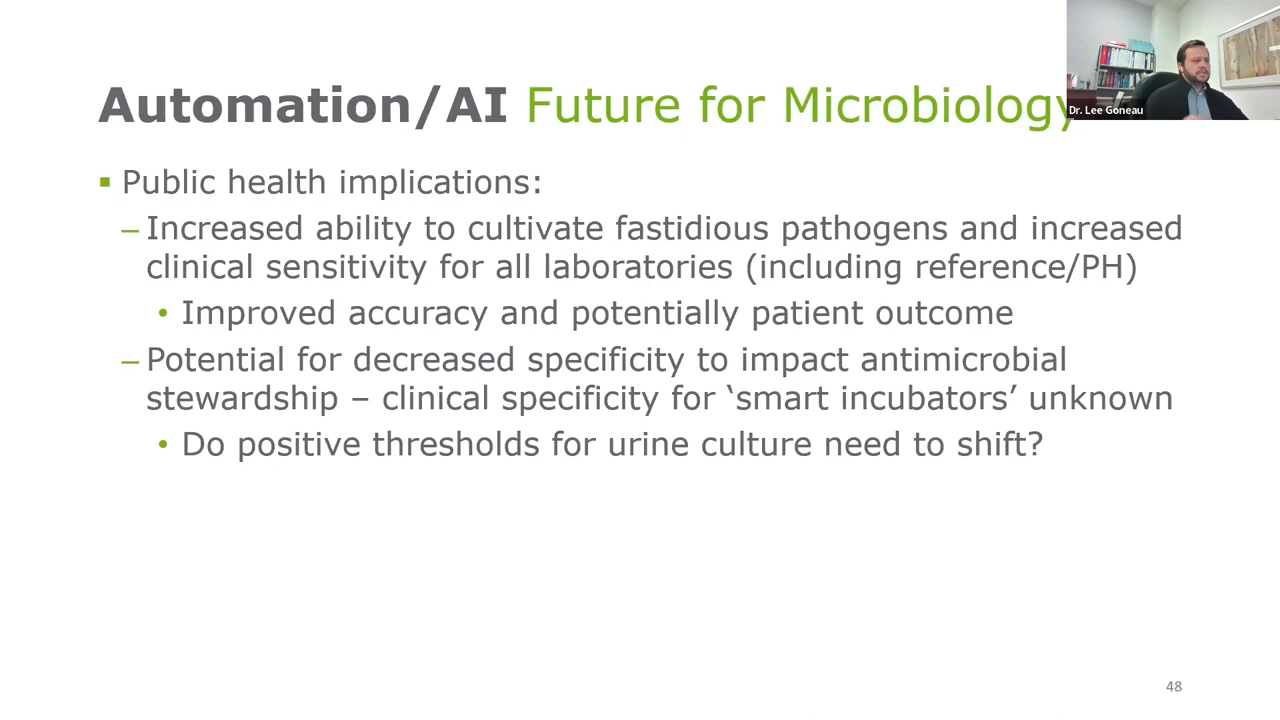 Automation/AI Future for Microbiology
Dr. Lee Goneau
▪ Public health implications:
– Increased ability to cultivate fastidious pathogens and increased
clinical sensitivity for all laboratories (including reference/PH)
• Improved accuracy and potentially patient outcome
– Potential for decreased specificity to impact antimicrobial
stewardship – clinical specificity for ‘smart incubators’ unknown
• Do positive thresholds for urine culture need to shift?
48